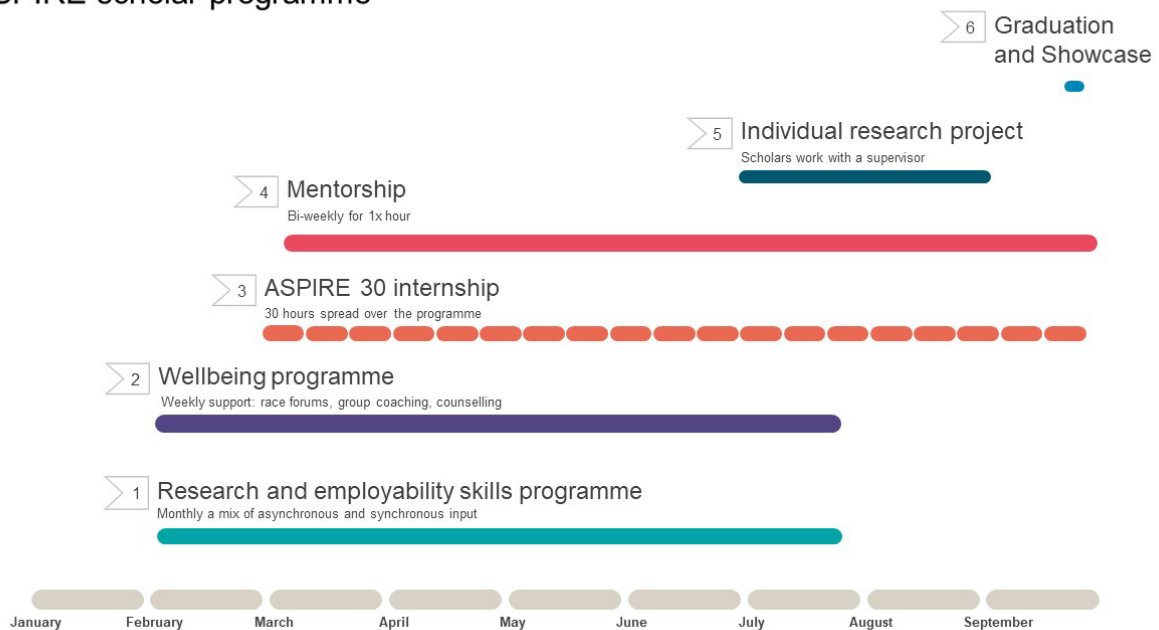 scholar programme
6
Graduation
and Showcase
5
Individual research project
Scholars work with a supervisor
4
Mentorship
Bi-weekly for 1x hour
3
ASPIRE 30 internship
30 hours spread over the programme
2
Wellbeing programme
Weekly support: race forums, group coaching, counselling
1
Research and employability skills programme
Monthly a mix of asynchronous and synchronous input
January February March April May June July August September